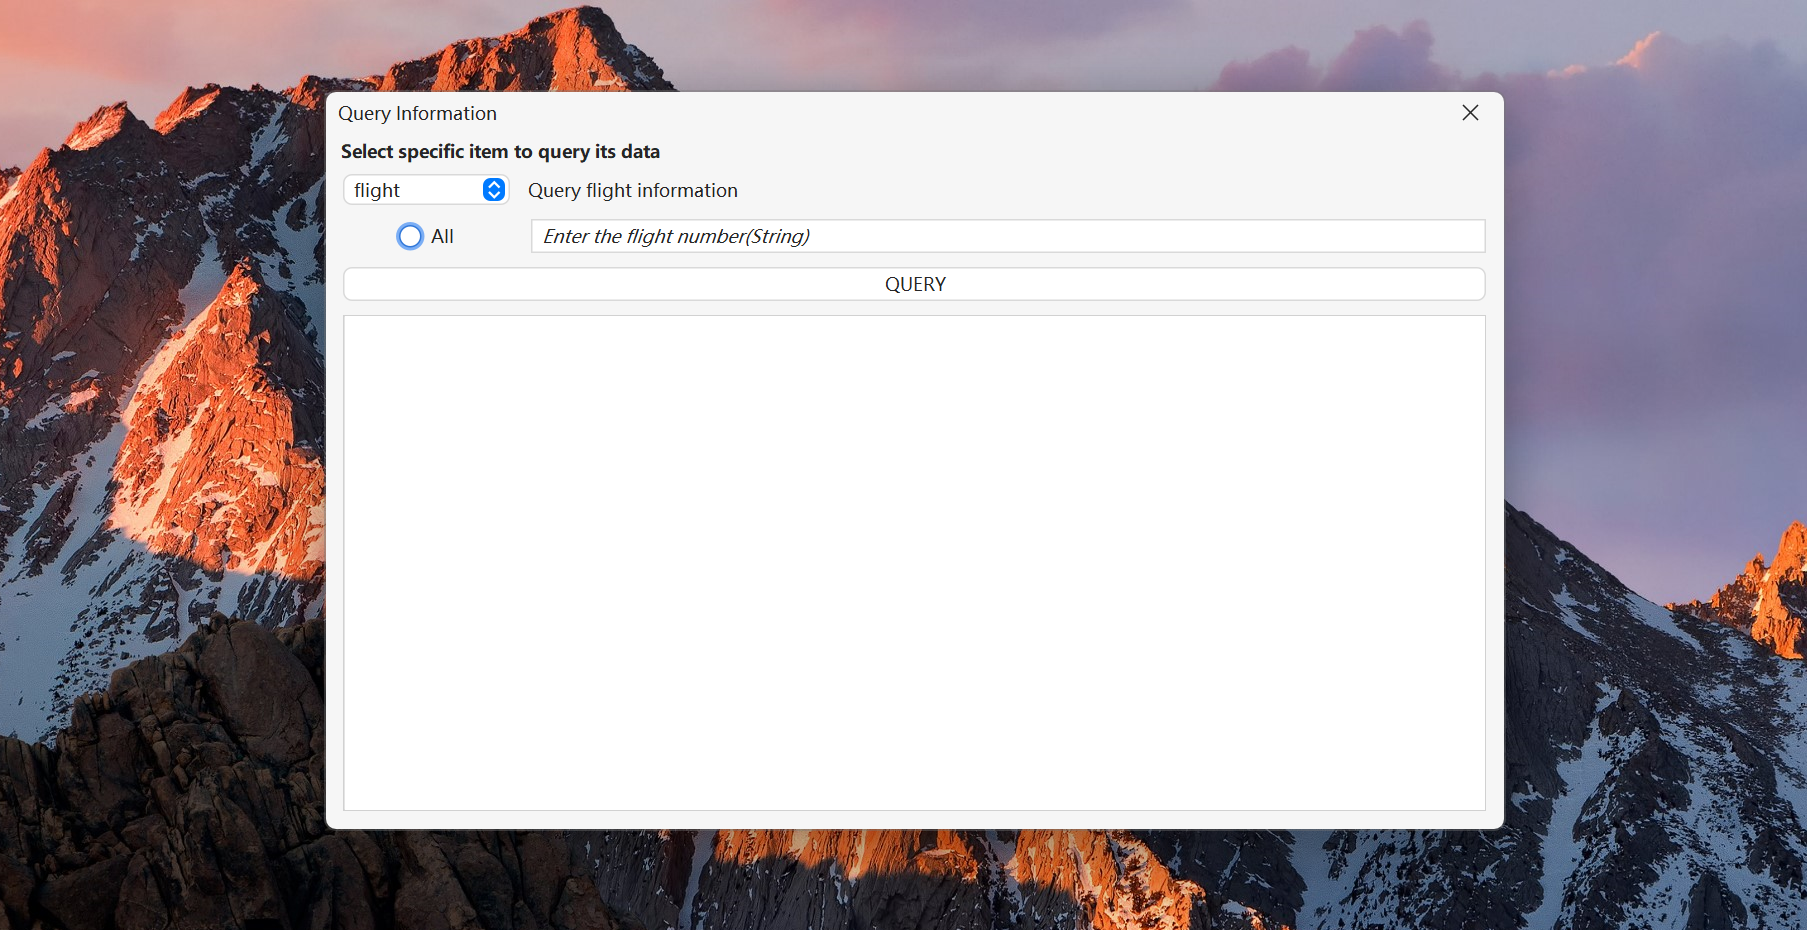 Query Information
Select specific item to query its data
flight Query flight information
All Enter the flight number(String)
QUERY